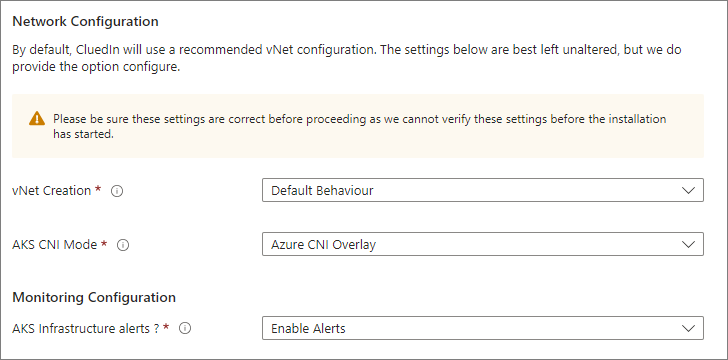 Network Configuration
By default, CluedIn will use a recommended vNet configuration. The settings below are best left unaltered, but we do
provide the option configure.
Please be sure these settings are correct before proceeding as we cannot verify these settings before the installation
has started.
vNet Creation * Default Behaviour
AKS CNI Mode * Azure CNI Overlay
Monitoring Configuration
AKS Infrastructure alerts ? * Enable Alerts